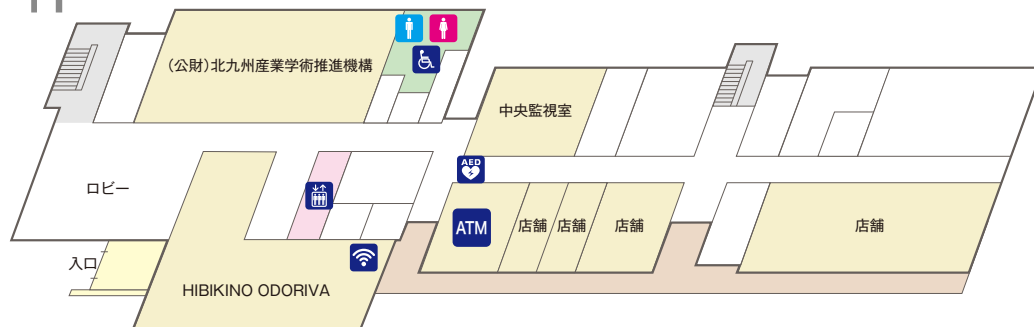 (公財)北九州産業学術推進機構
中央監視室
AED
ロビー
ATM
店舗
店舗
店舗
店舗
入口
HIBIKINO ODORIVA